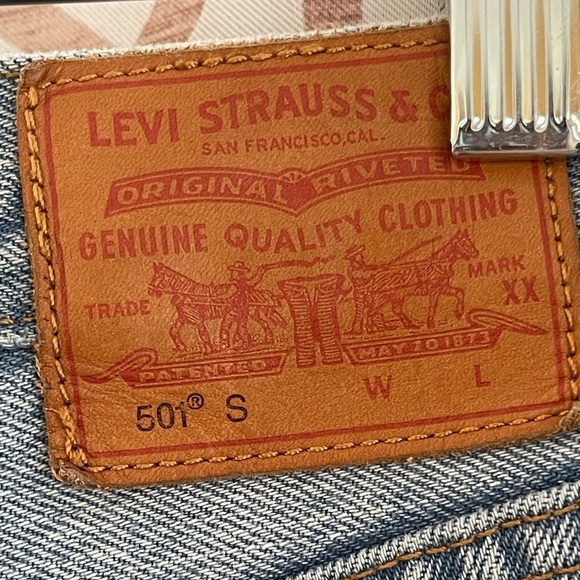 LEVI STRAUSS & C
SAN FRANCISCO, CAL.
ORIGINAL RIVETED
GENUINE QUALITY CLOTHING
TRADE MARK
XX
PATENTED MAY 20 1873
W L
501® S